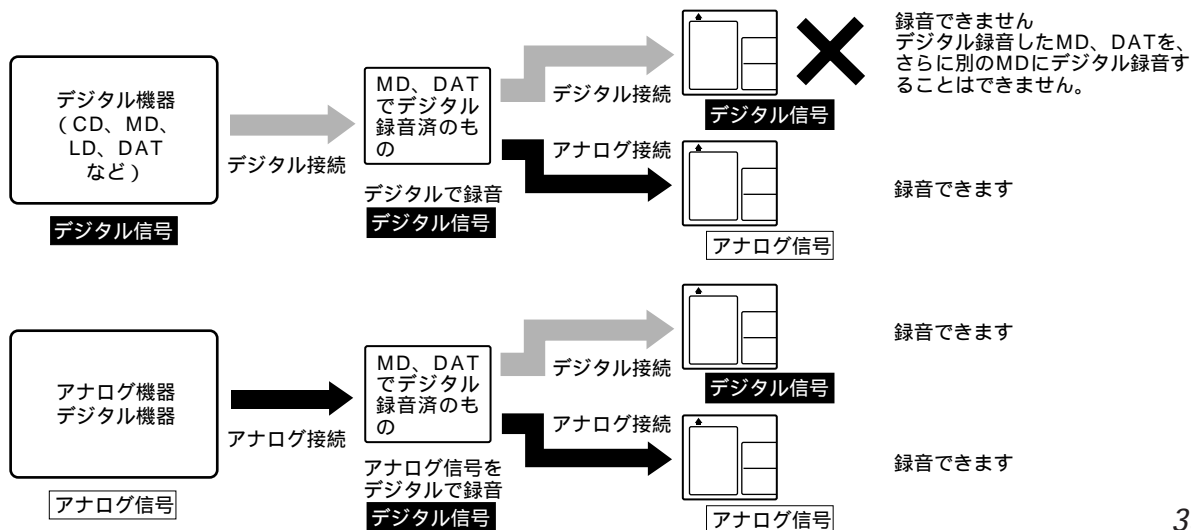 デジタル機器
(CD、MD、
LD、DAT
など)
デジタル信号
デジタル接続
MD、DAT
でデジタル
録音済のも
の
デジタルで録音
デジタル信号
デジタル接続
デジタル信号
録音できません
デジタル録音したMD、DATを、
さらに別のMDにデジタル録音す
ることはできません。
アナログ接続
アナログ信号
録音できます
アナログ機器
デジタル機器
アナログ信号
アナログ接続
MD、DAT
でデジタル
録音済のも
の
アナログ信号を
デジタルで録音
デジタル信号
デジタル接続
デジタル信号
録音できます
アナログ接続
アナログ信号
録音できます
3